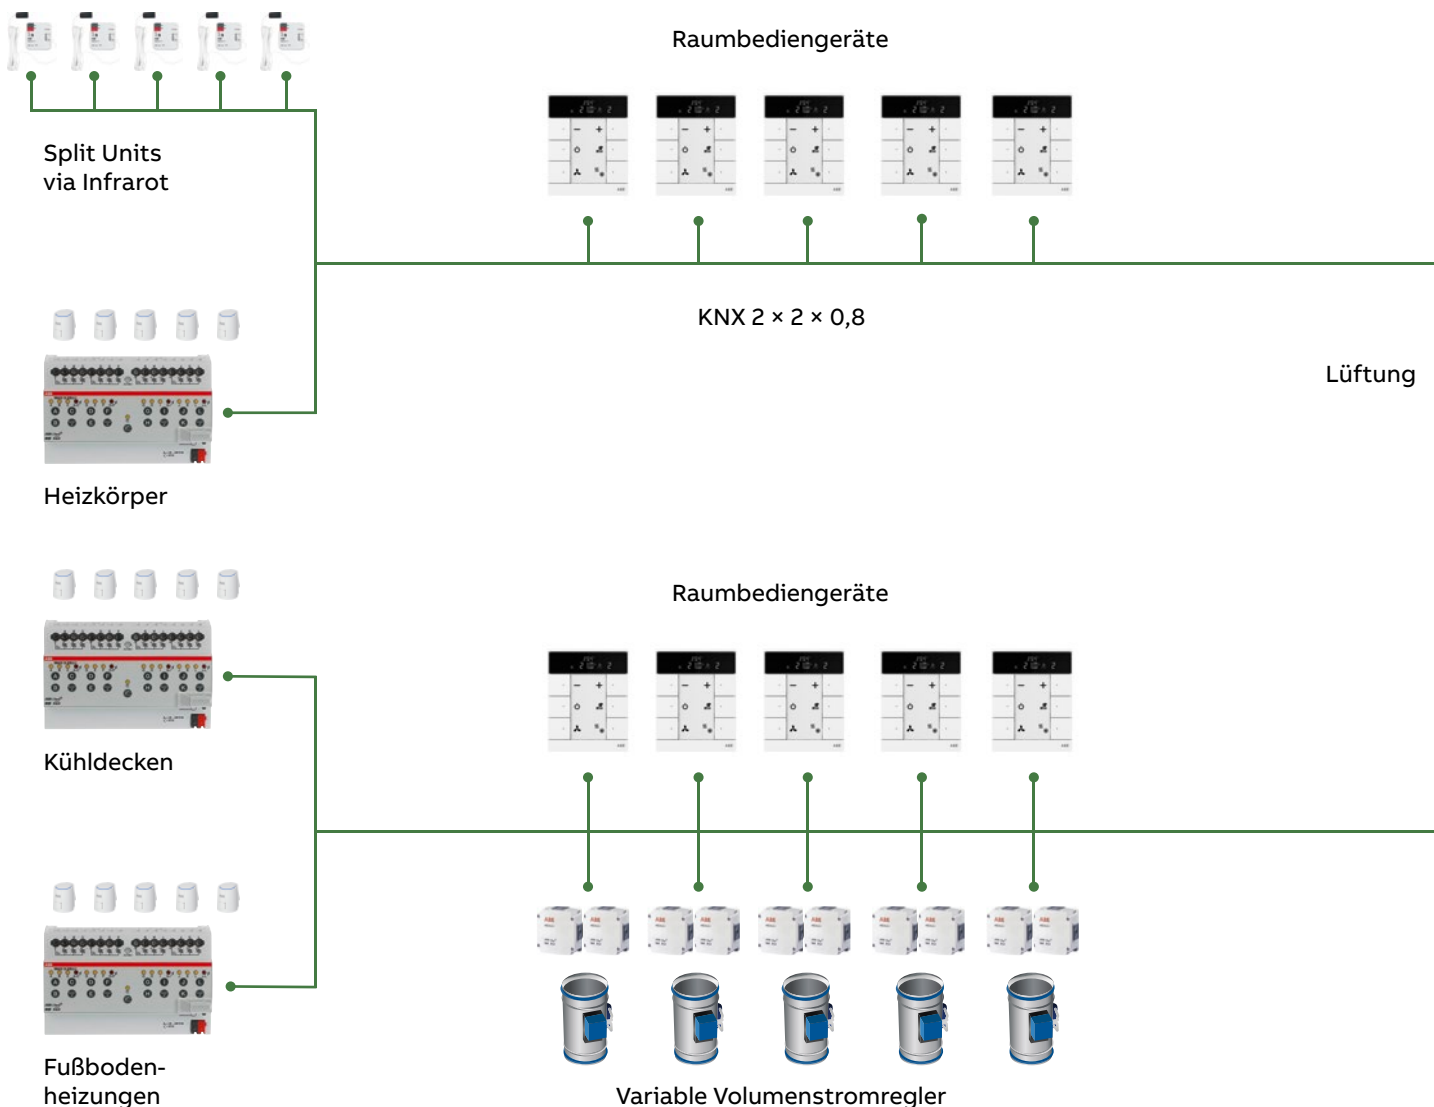 Raumbediengeräte
Split Units
via Infrarot
KNX 2 × 2 × 0,8
Lüftung
Heizkörper
Raumbediengeräte
Kühldecken
Fußboden-
heizungen
Variable Volumenstromregler